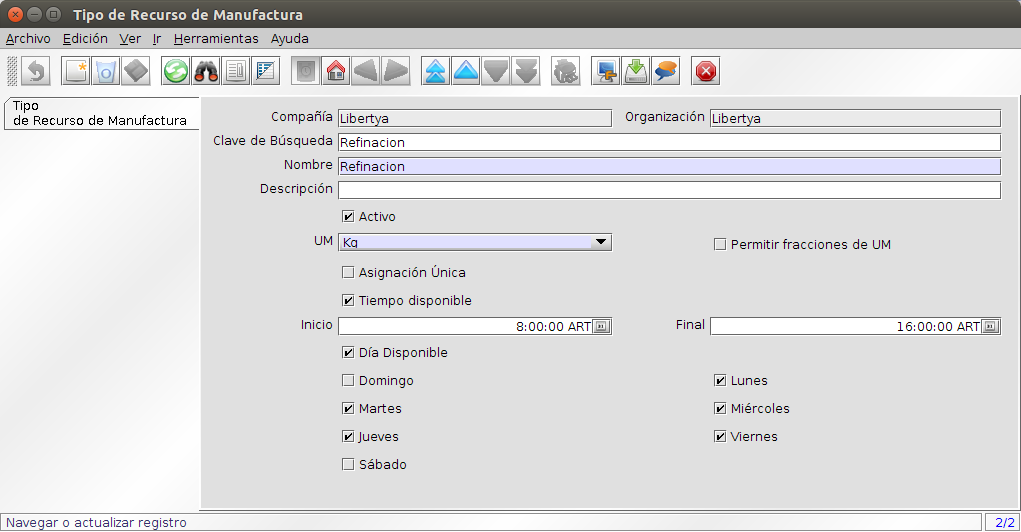 Tipo de Recurso de Manufactura
Archivo Edición Ver Ir Herramientas Ayuda
Tipo
de Recurso de Manufactura
Compañía Libertya Organización Libertya
Clave de Búsqueda Refinacion
Nombre Refinacion
Descripción
Activo
UM Kg Permitir fracciones de UM
Asignación Única
Tiempo disponible
Inicio 8:00:00 ART Final 16:00:00 ART
Día Disponible
Domingo Lunes
Martes Miércoles
Jueves Viernes
Sábado
Navegar o actualizar registro 2/2